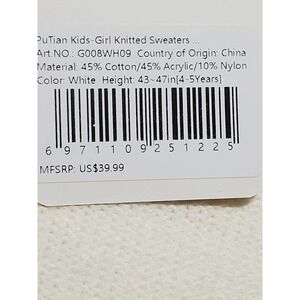 PuTian Kids-Girl Knitted Sweaters ...
Art.NO.: G008WH09 Country of Origin: China
Material: 45% Cotton/45% Acrylic/10% Nylon
Color: White Height: 43~47in[4-5Years]
6 971109 251225
MFSRP: US$39.99